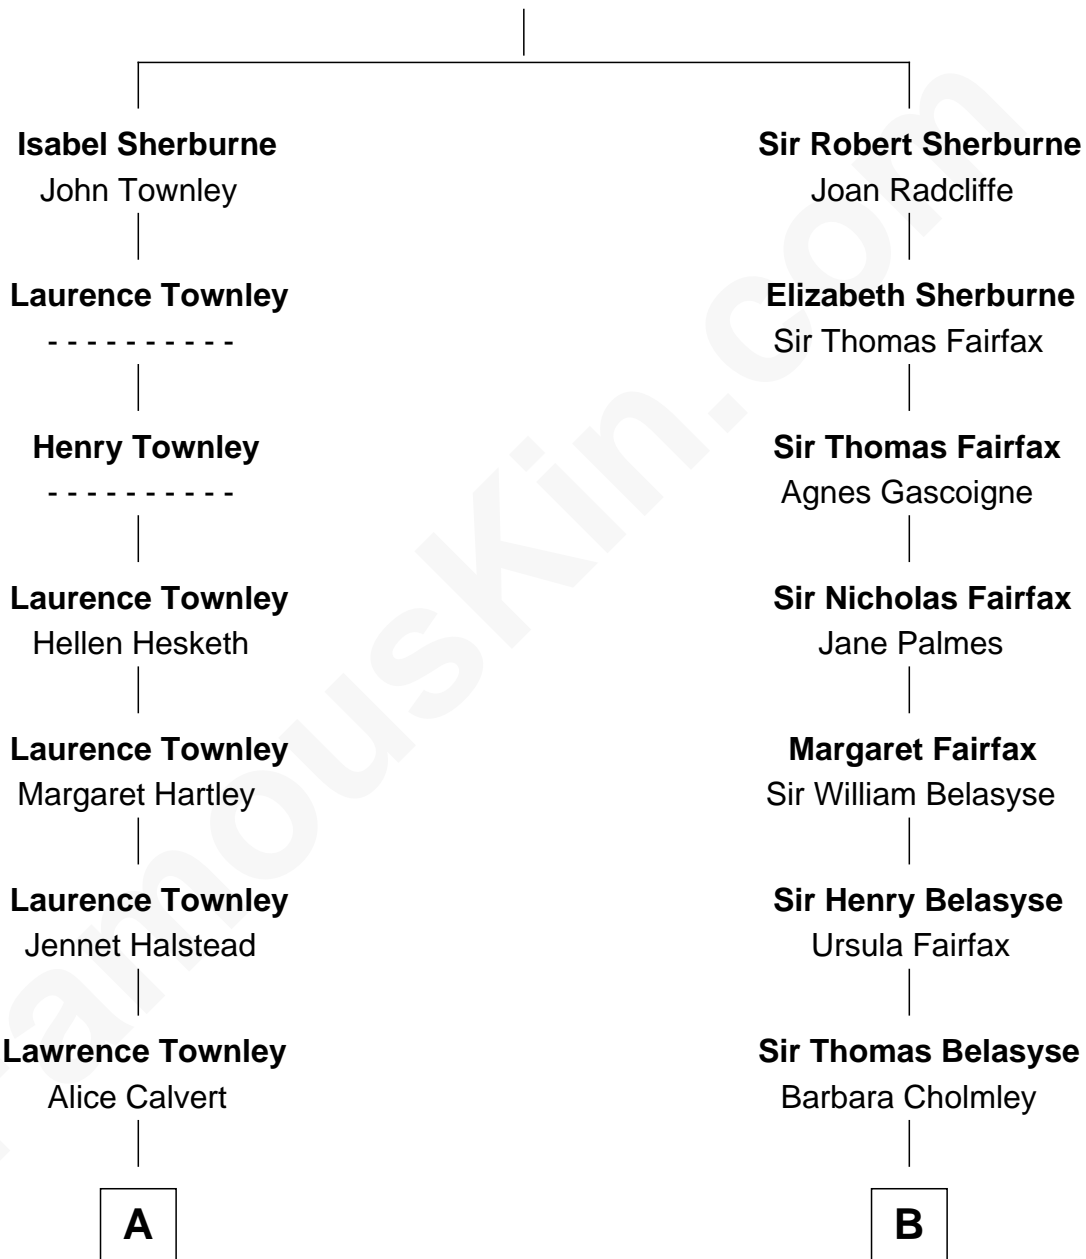 Isabel Sherburne
John Townley
Laurence Townley
- - - - - - - - - -
Henry Townley
- - - - - - - - - -
Laurence Townley
Hellen Hesketh
Laurence Townley
Margaret Hartley
Laurence Townley
Jennet Halstead
Lawrence Townley
Alice Calvert
A
Sir Robert Sherburne
Joan Radcliffe
Elizabeth Sherburne
Sir Thomas Fairfax
Sir Thomas Fairfax
Agnes Gascoigne
Sir Nicholas Fairfax
Jane Palmes
Margaret Fairfax
Sir William Belasyse
Sir Henry Belasyse
Ursula Fairfax
Sir Thomas Belasyse
Barbara Cholmley
B
FamousKin.com